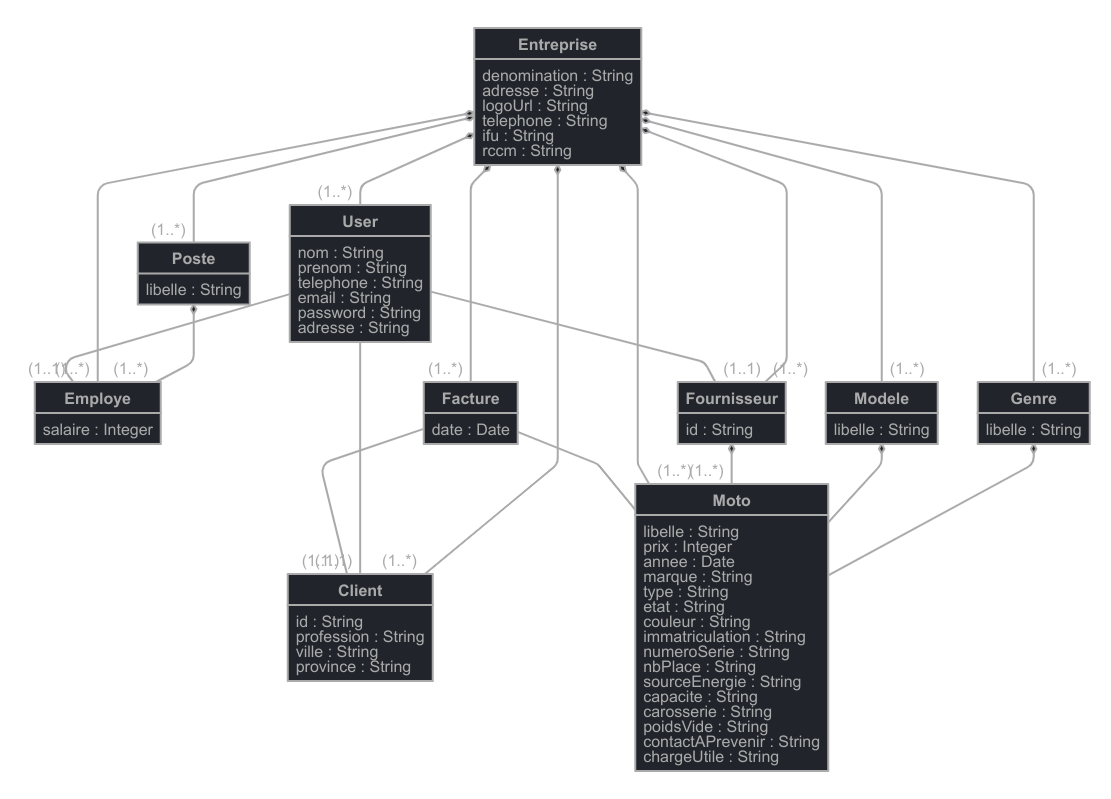 Entreprise
denomination : String
adresse : String
logoUrl : String
telephone : String
ifu : String
rccm : String
(1..*)
User
nom : String
prenom : String
telephone : String
email : String
password : String
adresse : String
(1..*)
Poste
libelle : String
(1..*)
(1..*)
Employe
salaire : Integer
(1..*)
Facture
date : Date
(1..1)
(1..*)
Fournisseur
id : String
(1..*)
Modele
libelle : String
(1..*)
Genre
libelle : String
(1..*)
(1..*)
Moto
libelle : String
prix : Integer
annee : Date
marque : String
type : String
etat : String
couleur : String
immatriculation : String
numeroSerie : String
nbPlace : String
sourceEnergie : String
capacite : String
carosserie : String
poidsVide : String
contactAPrevenir : String
chargeUtile : String
(1..*)
Client
id : String
profession : String
ville : String
province : String